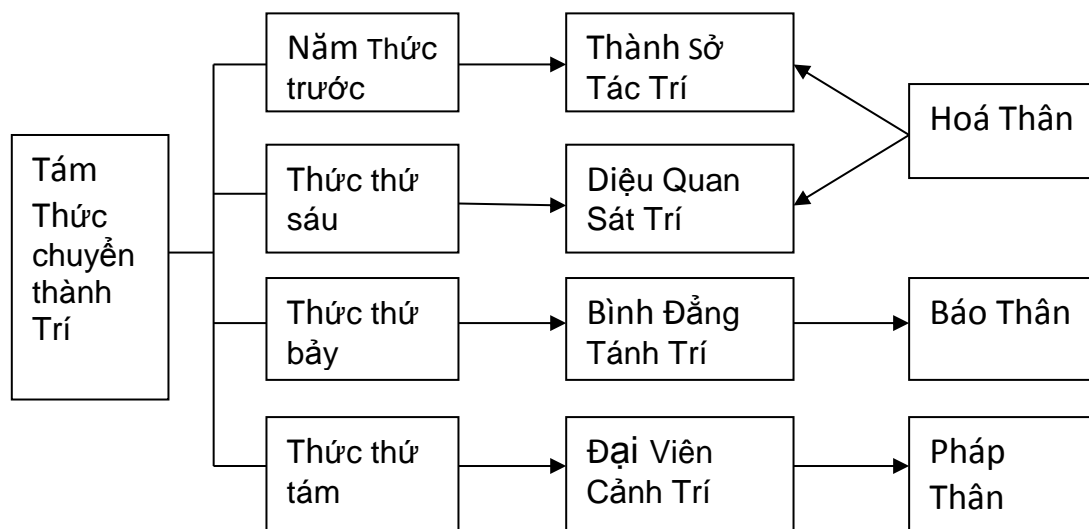 Tám
Thức
chuyển
thành
Trí
Năm Thức
trước
Thành Sở
Tác Trí
Hoá Thân
Thức thứ
sáu
Diệu Quan
Sát Trí
Thức thứ
bảy
Bình Đẳng
Tánh Trí
Báo Thân
Thức thứ
tám
Đại Viên
Cảnh Trí
Pháp
Thân